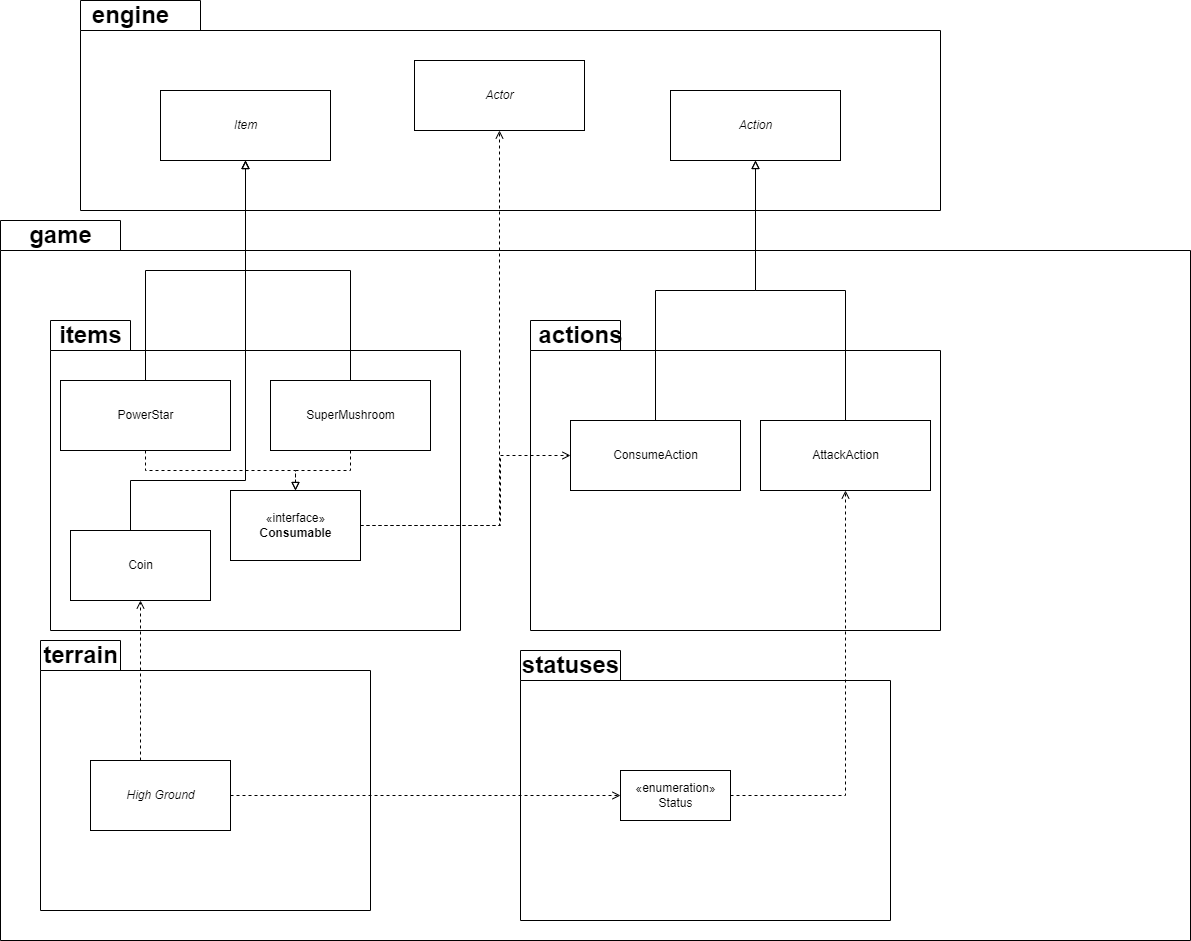 engine
Actor
Item
Action
game
items
actions
PowerStar
SuperMushroom
ConsumeAction
AttackAction
«interface»
Consumable
Coin
terrain
statuses
High Ground
«enumeration»
Status